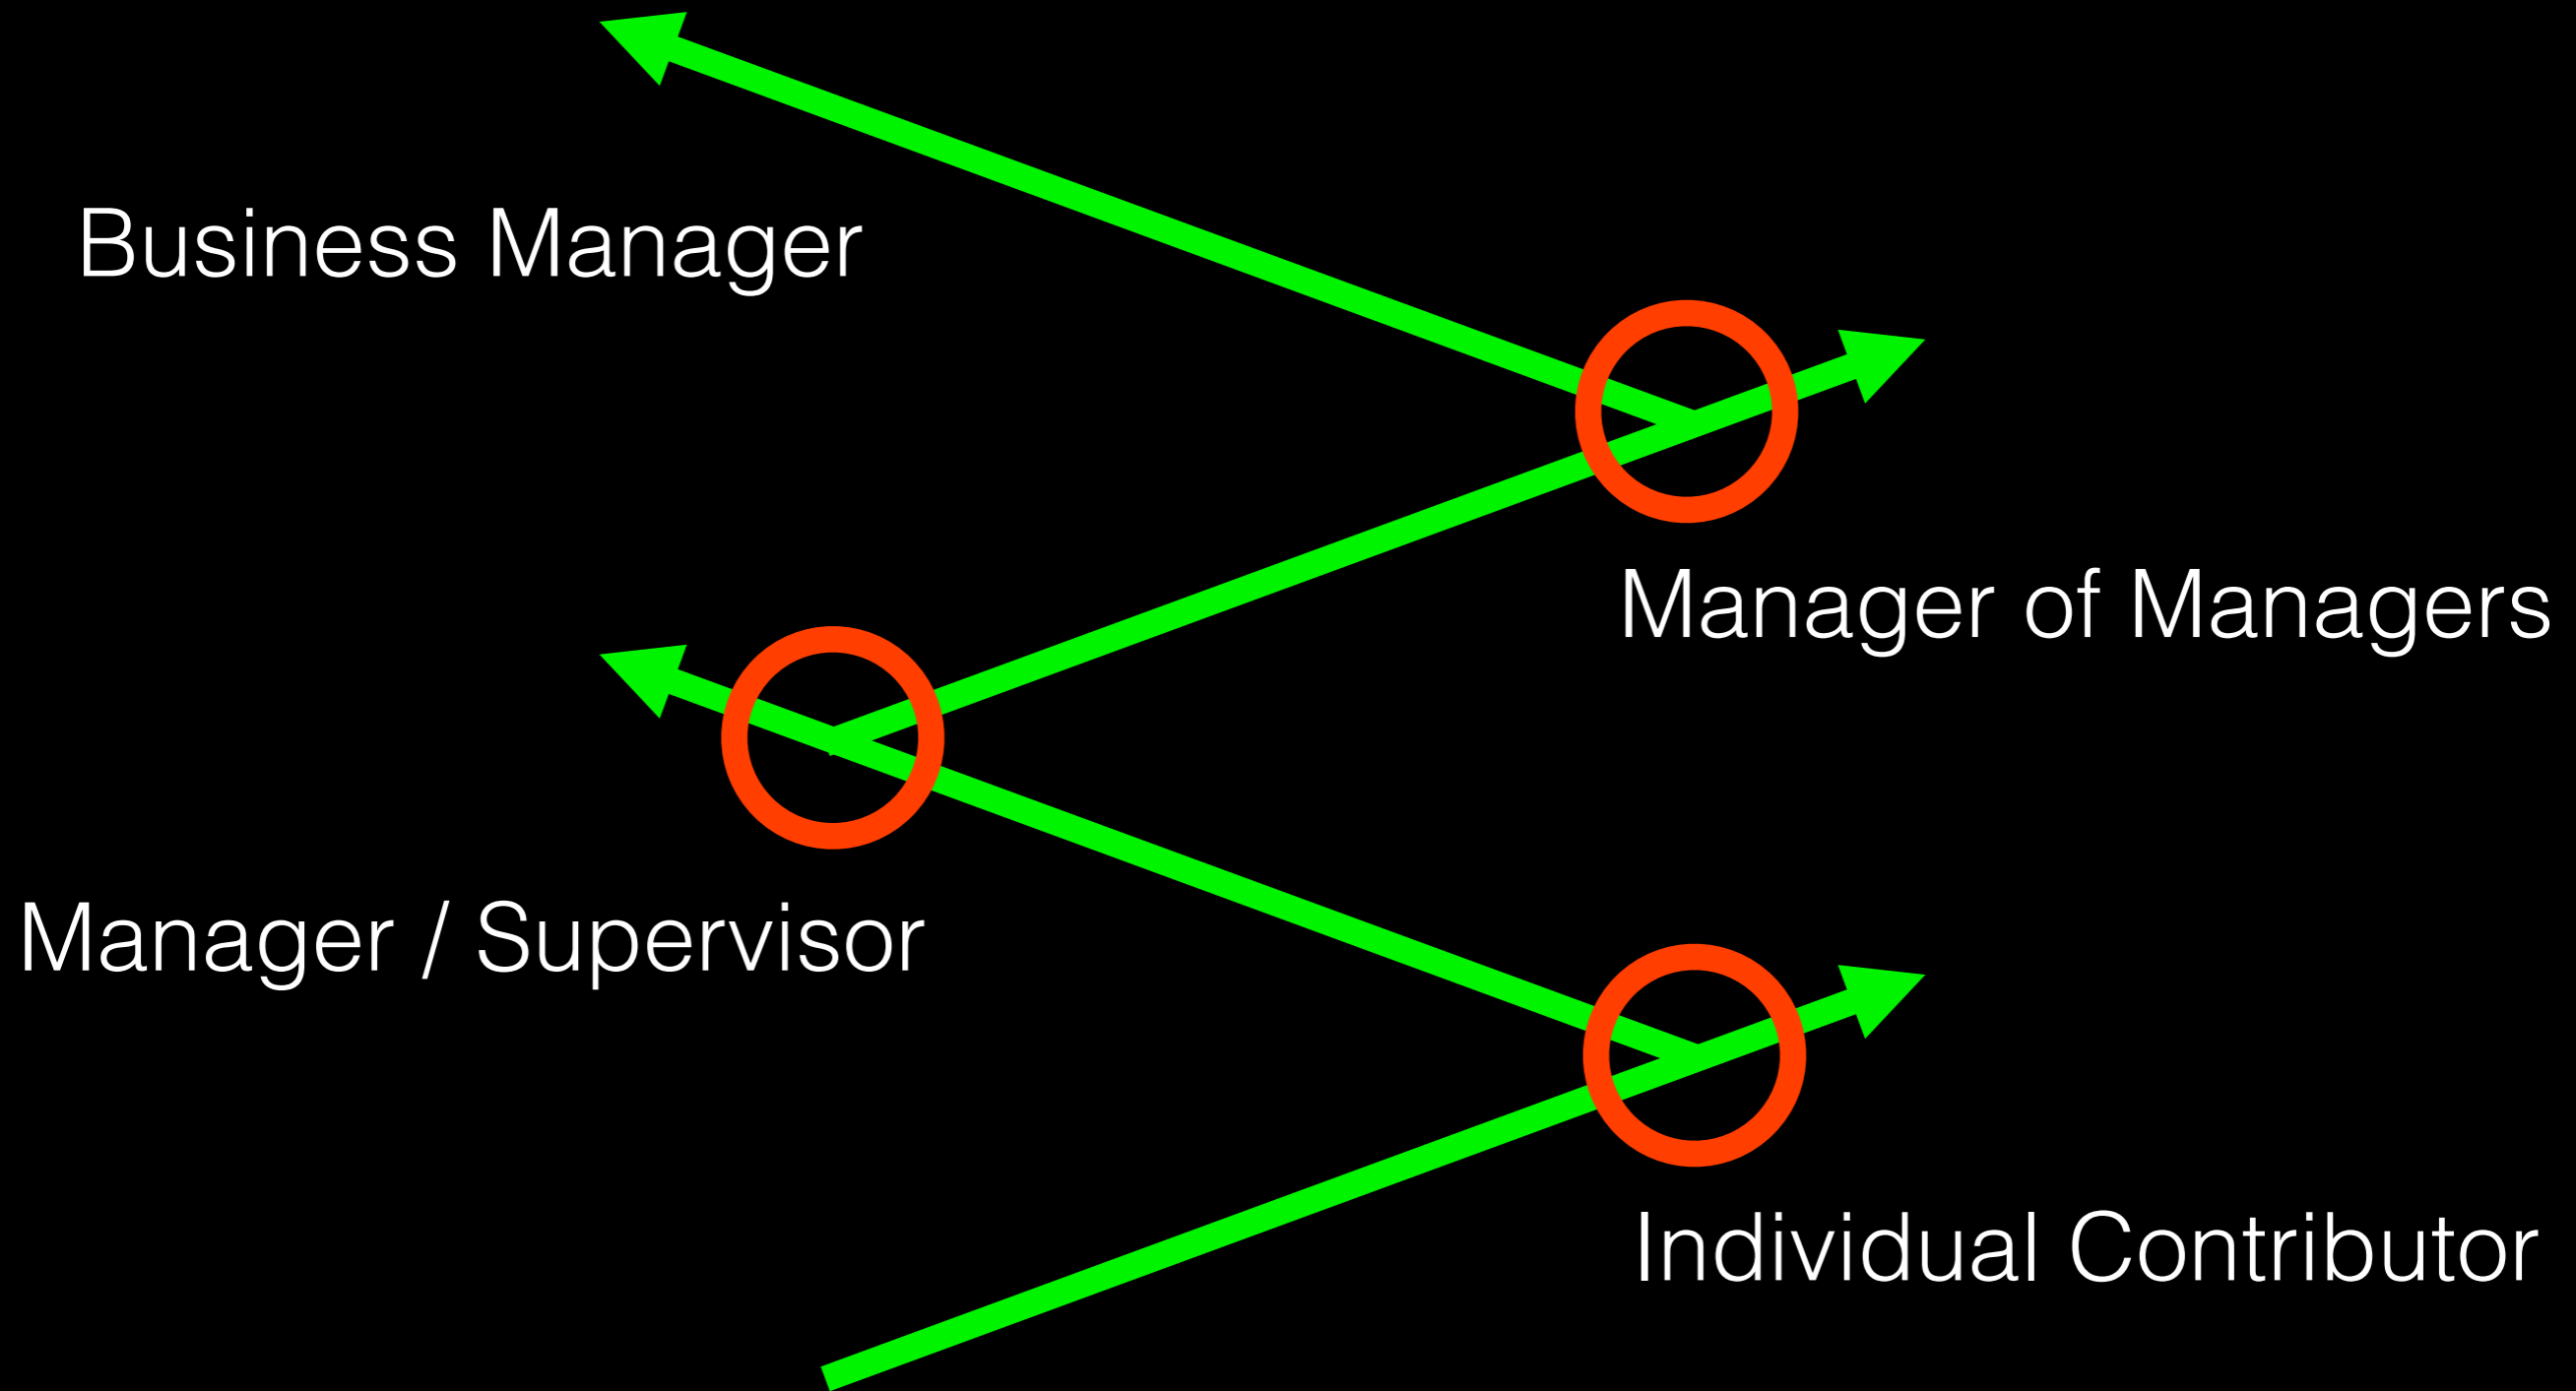 Business Manager
Manager of Managers
Manager / Supervisor
Individual Contributor